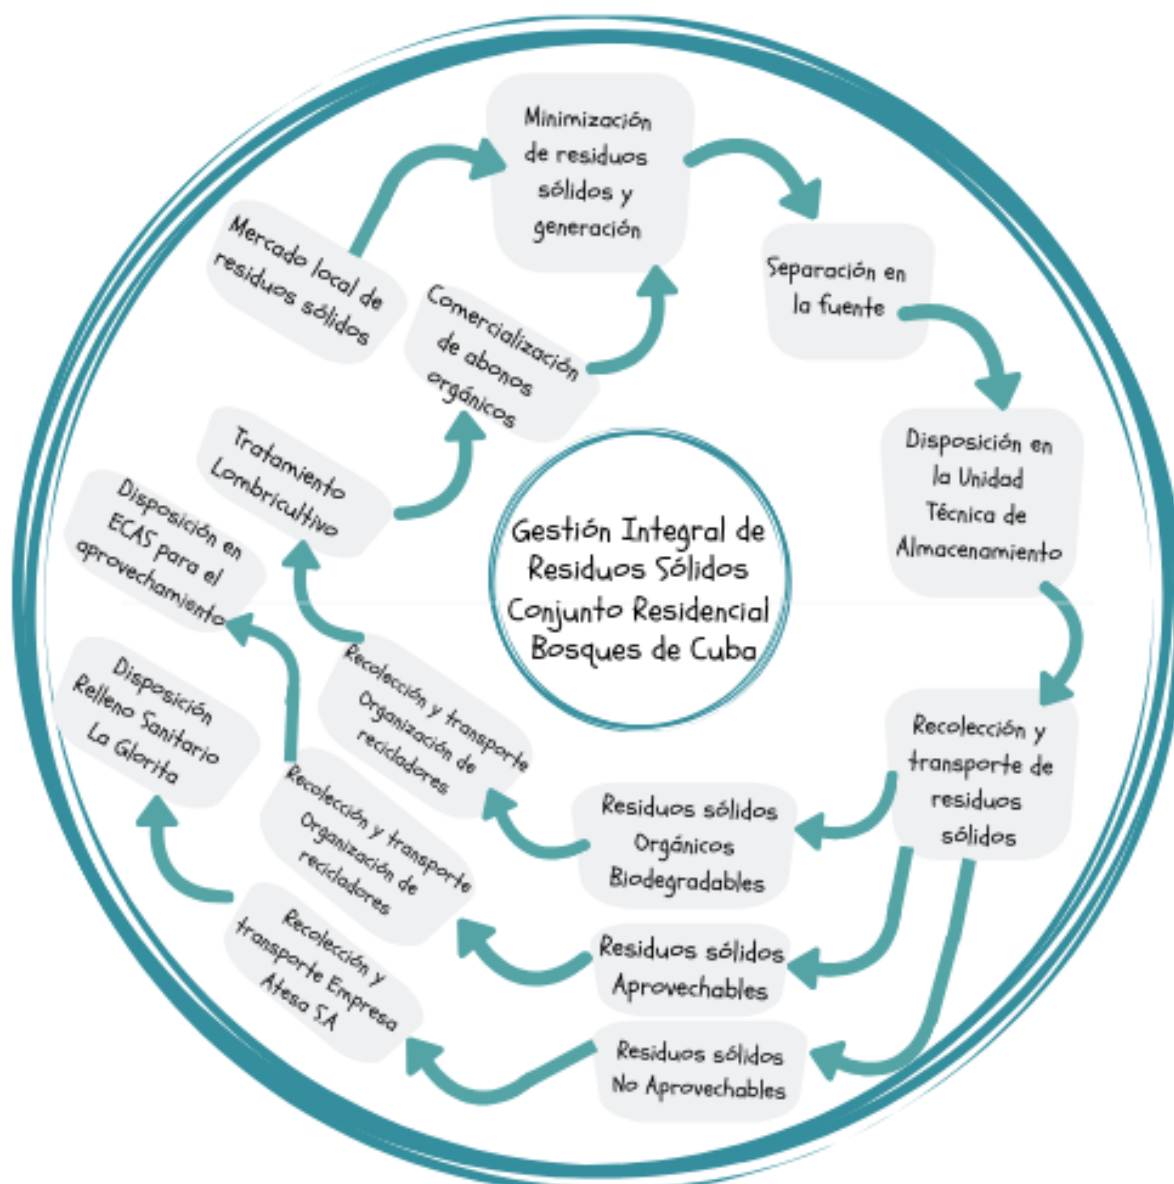 Minimización
de residuos
sólidos y
generación
Separación en
la fuente
Disposición en
la Unidad
Técnica de
Almacenamiento
Recolección y
transporte de
residuos
sólidos
Residuos sólidos
Orgánicos
Biodegradables
Residuos sólidos
Aprovechables
Residuos sólidos
No Aprovechables
Recolección y transporte
Organización de
recicladores
Recolección y transporte
Organización de
recicladores
Recolección y
transporte Empresa
Atesa S.A
Tratamiento
Lombricultivo
Disposición en
ECAS para el
aprovechamiento
Disposición
Relleno Sanitario
La Glorita
Comercialización
de abonos
orgánicos
Mercado local de
residuos sólidos
Gestión Integral de
Residuos Sólidos
Conjunto Residencial
Bosques de Cuba